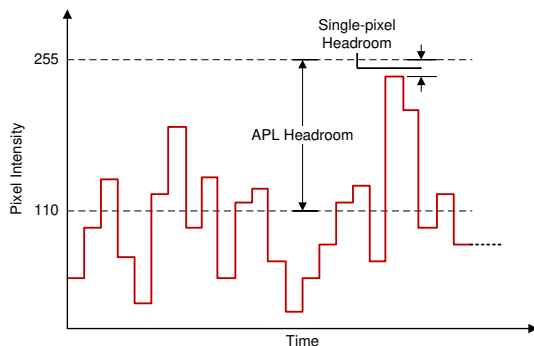 Single-pixel
Headroom
255
APL Headroom
Pixel Intensity
110
Time